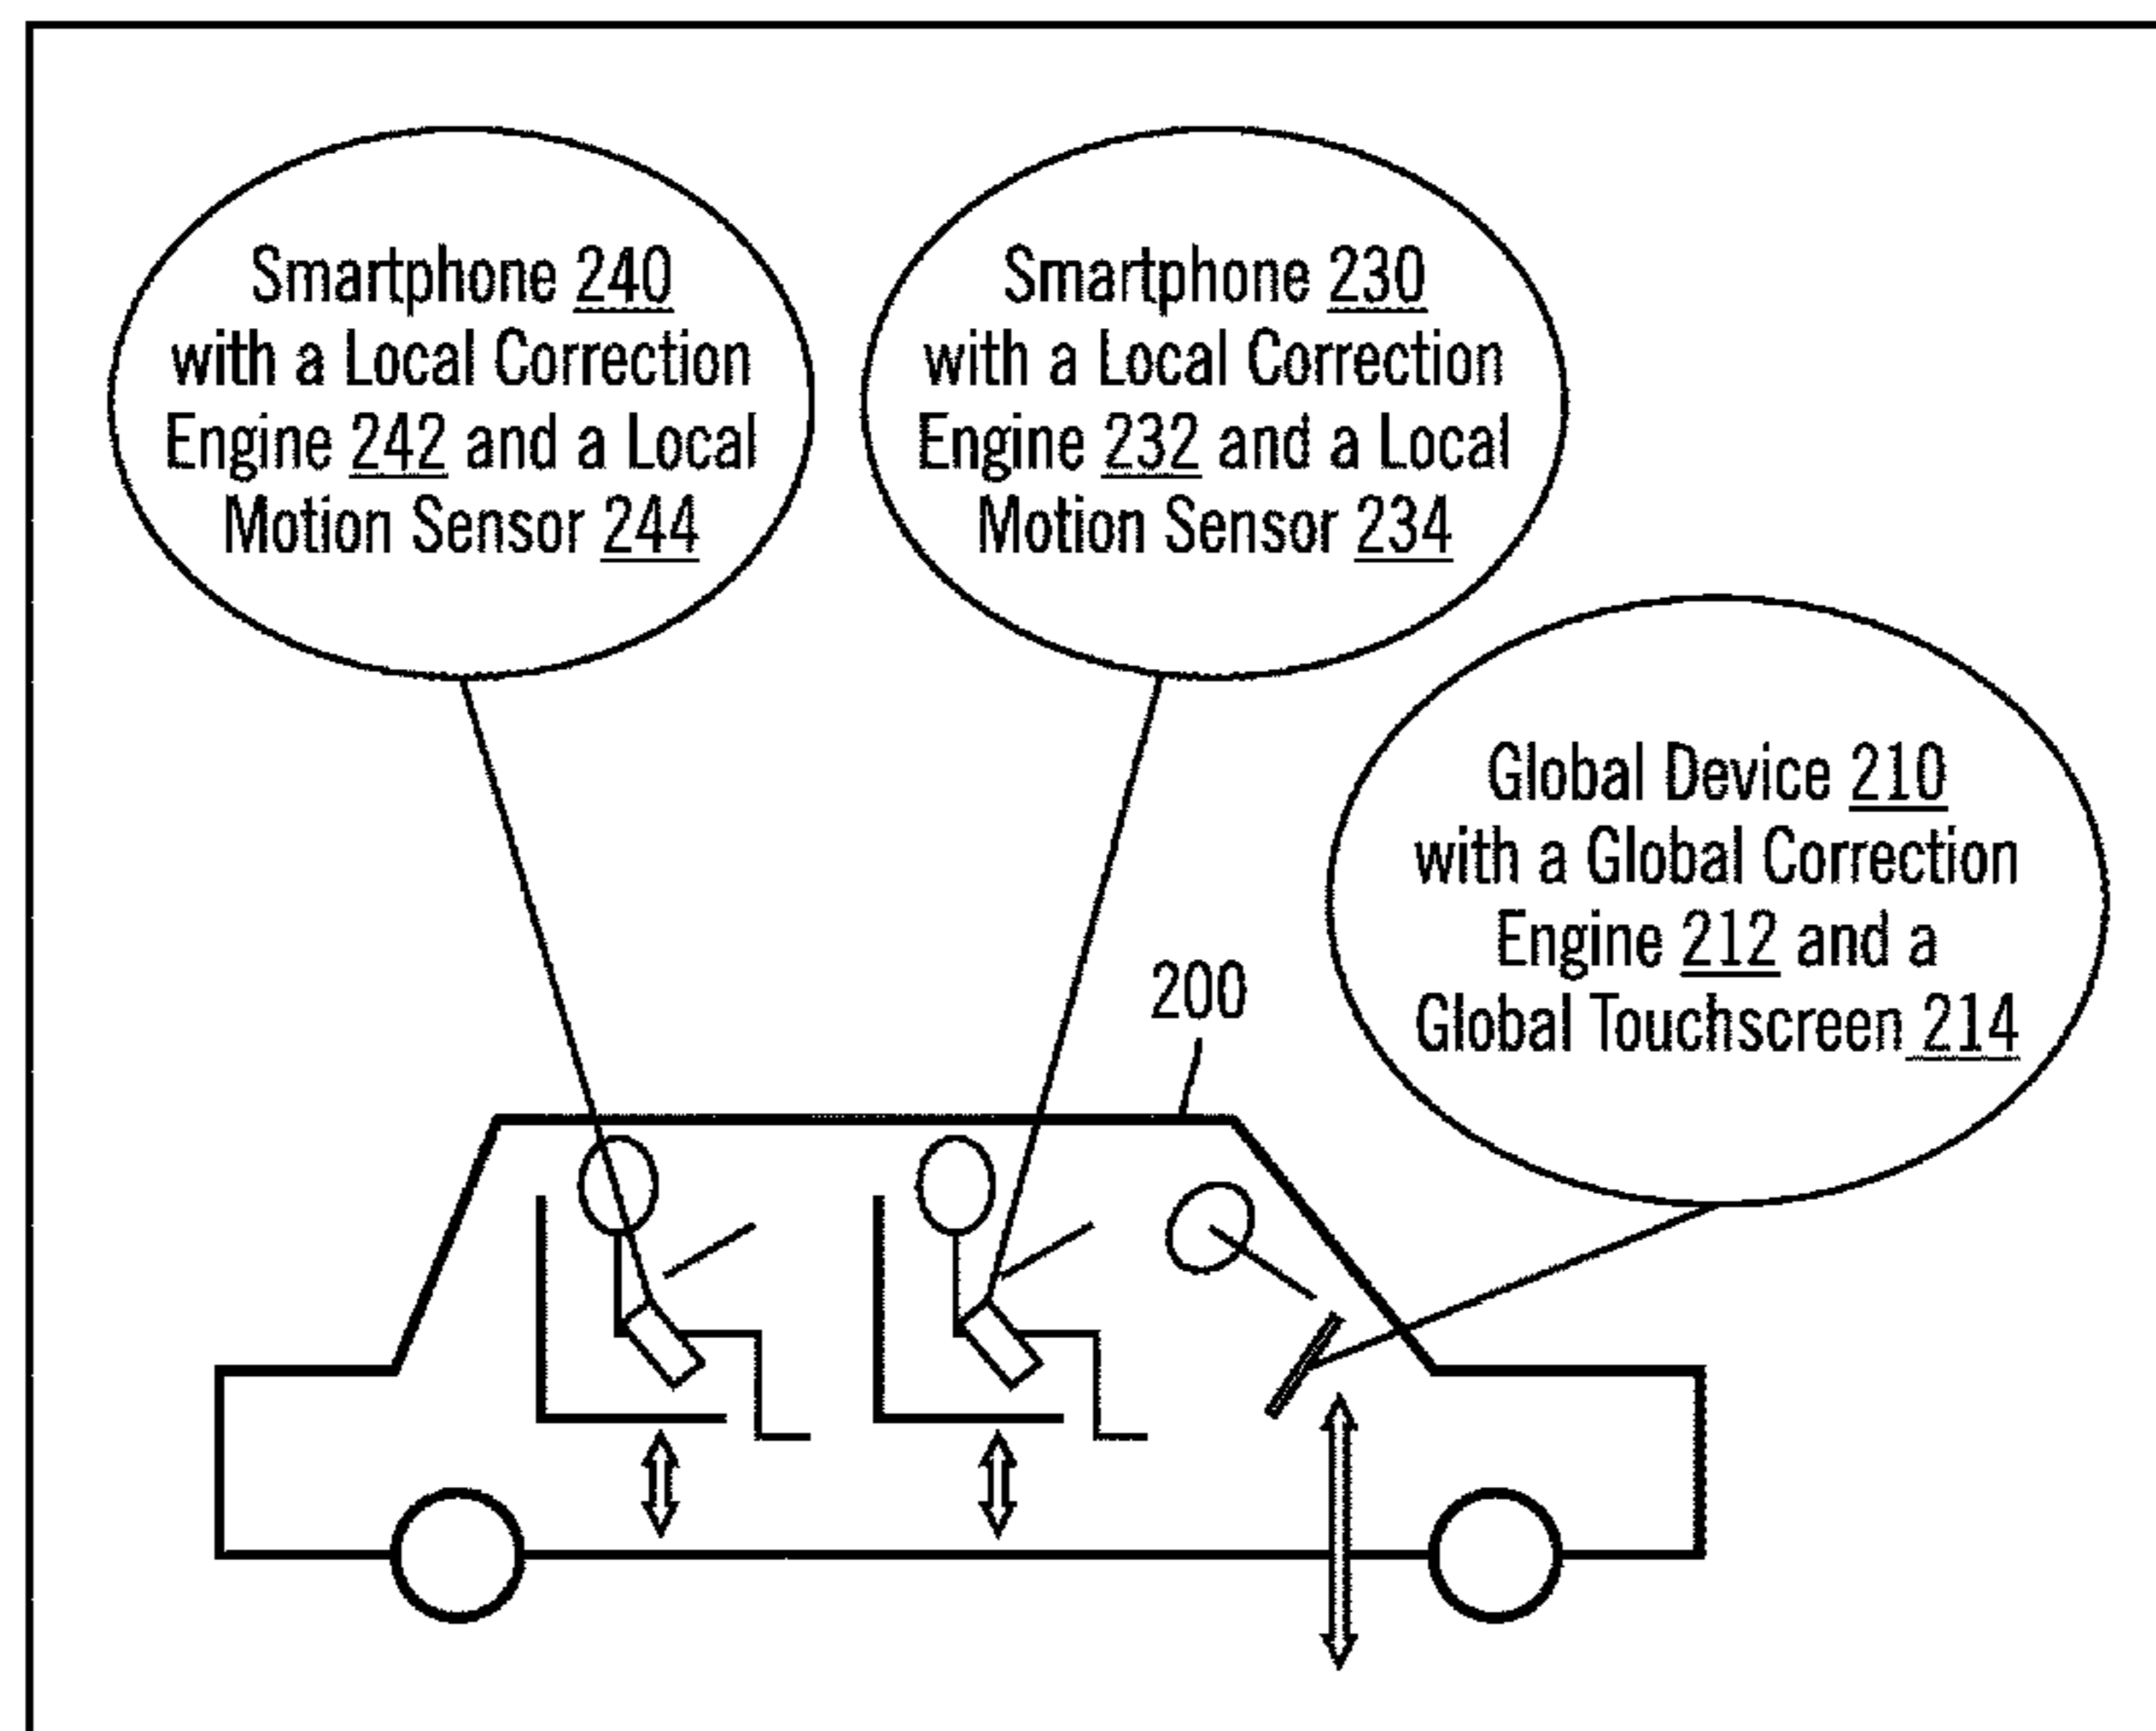 Smartphone 240
with a Local Correction
Engine 242 and a Local
Motion Sensor 244
Smartphone 230
with a Local Correction
Engine 232 and a Local
Motion Sensor 234
Global Device 210
with a Global Correction
Engine 212 and a
Global Touchscreen 214
200